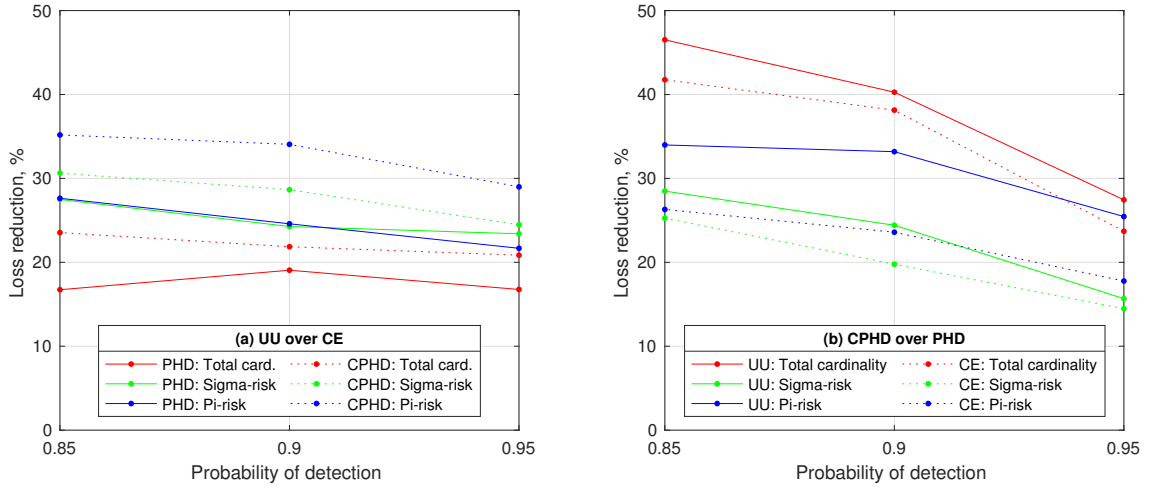 50
40
30
20
10
0
Loss reduction, %
(a) UU over CE
PHD: Total card. CPHD: Total card.
PHD: Sigma-risk CPHD: Sigma-risk
PHD: Pi-risk CPHD: Pi-risk
0.85 0.9 0.95
Probability of detection
50
40
30
20
10
0
Loss reduction, %
(b) CPHD over PHD
UU: Total cardinality CE: Total cardinality
UU: Sigma-risk CE: Sigma-risk
UU: Pi-risk CE: Pi-risk
0.85 0.9 0.95
Probability of detection